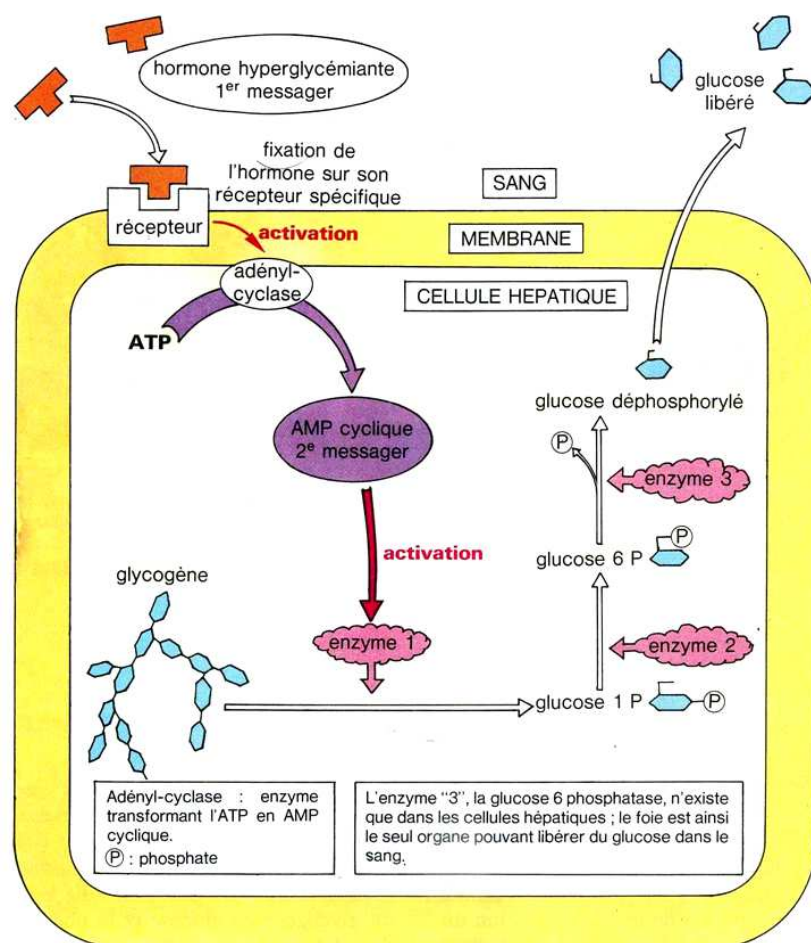 hormone hyperglycémiante
1er messager
glucose
libéré
fixation de
l'hormone sur son
récepteur spécifique
SANG
récepteur
activation
MEMBRANE
adényl-
cyclase
CELLULE HEPATIQUE
ATP
glucose déphosphorylé
AMP cyclique
2e messager
P
enzyme 3
activation
P
glucose 6 P
glycogène
enzyme 1
enzyme 2
glucose 1 P
P
Adényl-cyclase : enzyme
transformant l'ATP en AMP
cyclique.
P : phosphate
L'enzyme "3", la glucose 6 phosphatase, n'existe
que dans les cellules hépatiques ; le foie est ainsi
le seul organe pouvant libérer du glucose dans le
sang.